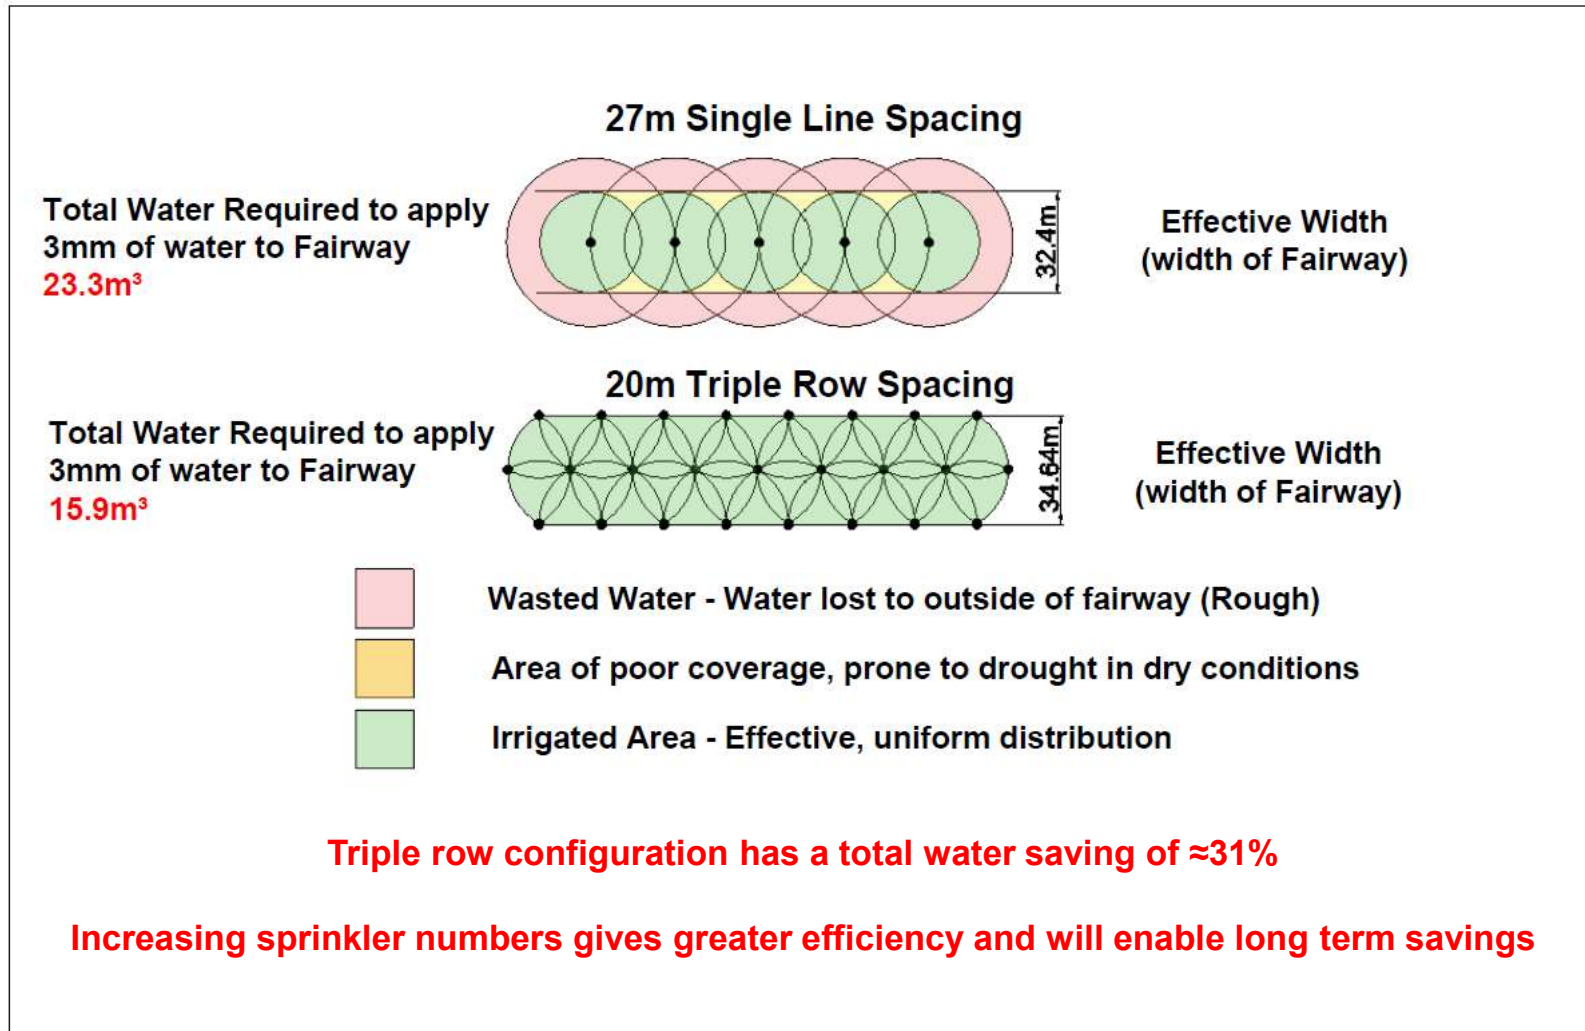 27m Single Line Spacing
Total Water Required to apply
3mm of water to Fairway
23.3m³
32.4m
Effective Width
(width of Fairway)
20m Triple Row Spacing
Total Water Required to apply
3mm of water to Fairway
15.9m³
34.64m
Effective Width
(width of Fairway)
Wasted Water - Water lost to outside of fairway (Rough)
Area of poor coverage, prone to drought in dry conditions
Irrigated Area - Effective, uniform distribution
Triple row configuration has a total water saving of ≈31%
Increasing sprinkler numbers gives greater efficiency and will enable long term savings